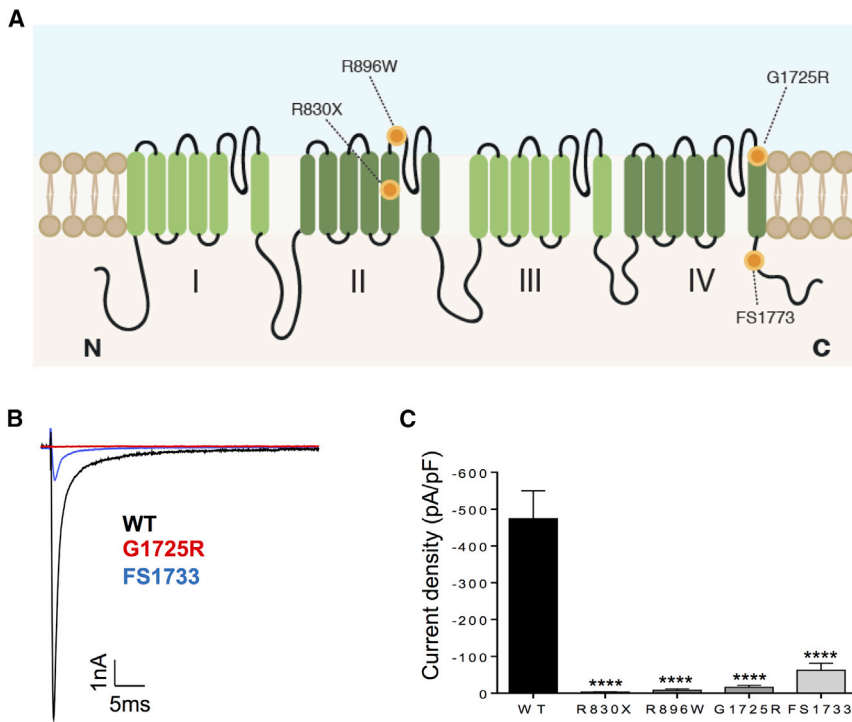 A
R896W
G1725R
R830X
I
II
III
IV
FS1773
N
C
B
WT
G1725R
FS1733
1nA
5ms
C
Current density (pA/pF)
-600
-500
-400
-300
-200
-100
0
****
****
****
****
WT
R830X
R896W
G1725R
FS1733